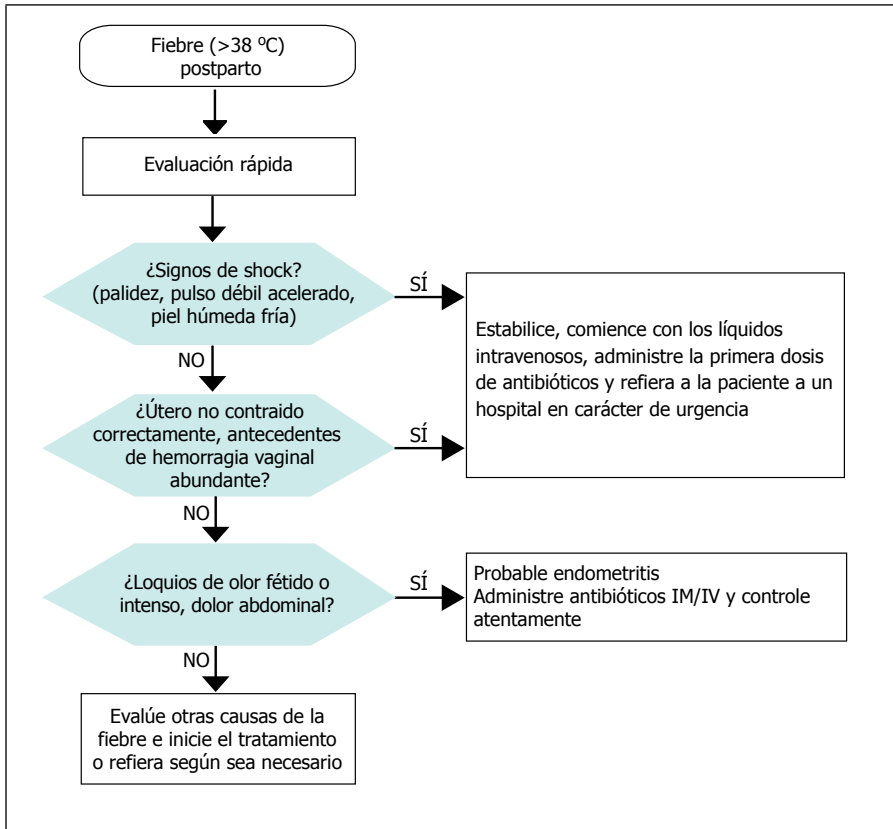 Fiebre (>38 ºC)
postparto
Evaluación rápida
¿Signos de shock?
(palidez, pulso débil acelerado,
piel húmeda fría)
SÍ
Estabilice, comience con los líquidos
intravenosos, administre la primera dosis
de antibióticos y refiera a la paciente a un
hospital en carácter de urgencia
NO
¿Útero no contraido
correctamente, antecedentes
de hemorragia vaginal
abundante?
SÍ
NO
¿Loquios de olor fétido o
intenso, dolor abdominal?
SÍ
Probable endometritis
Administre antibióticos IM/IV y controle
atentamente
NO
Evalúe otras causas de la
fiebre e inicie el tratamiento
o refiera según sea necesario